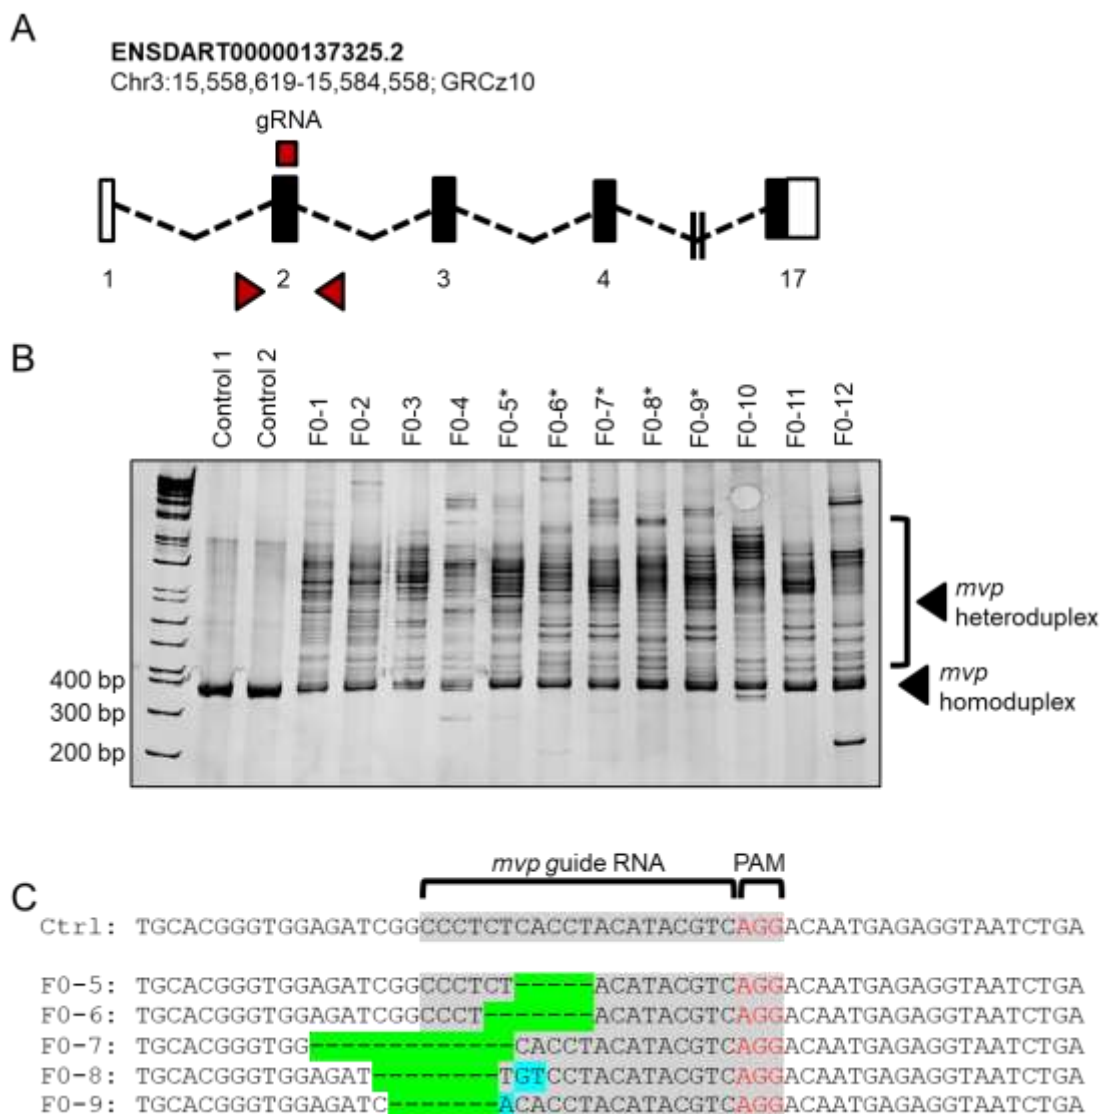 A
ENSDART00000137325.2
Chr3:15,558,619-15,584,558; GRCz10
gRNA
1 2 3 4 17
B
Control 1 Control 2 F0-1 F0-2 F0-3 F0-4 F0-5* F0-6* F0-7* F0-8* F0-9* F0-10 F0-11 F0-12
mvp
heteroduplex
400 bp
mvp
homoduplex
300 bp
200 bp
mvp guide RNA PAM
C
Ctrl: TGCACGGGTGGAGATCGGCCCTCTCACCTACATACGTCAGGACAATGAGAGGTAATCTGA
F0-5: TGCACGGGTGGAGATCGGCCCTCT-----ACATACGTCAGGACAATGAGAGGTAATCTGA
F0-6: TGCACGGGTGGAGATCGGCCCT-------ACATACGTCAGGACAATGAGAGGTAATCTGA
F0-7: TGCACGGGTGG-------------CACCTACATACGTCAGGACAATGAGAGGTAATCTGA
F0-8: TGCACGGGTGGAGAT--------TGTCCTACATACGTCAGGACAATGAGAGGTAATCTGA
F0-9: TGCACGGGTGGAGATC-------ACACCTACATACGTCAGGACAATGAGAGGTAATCTGA